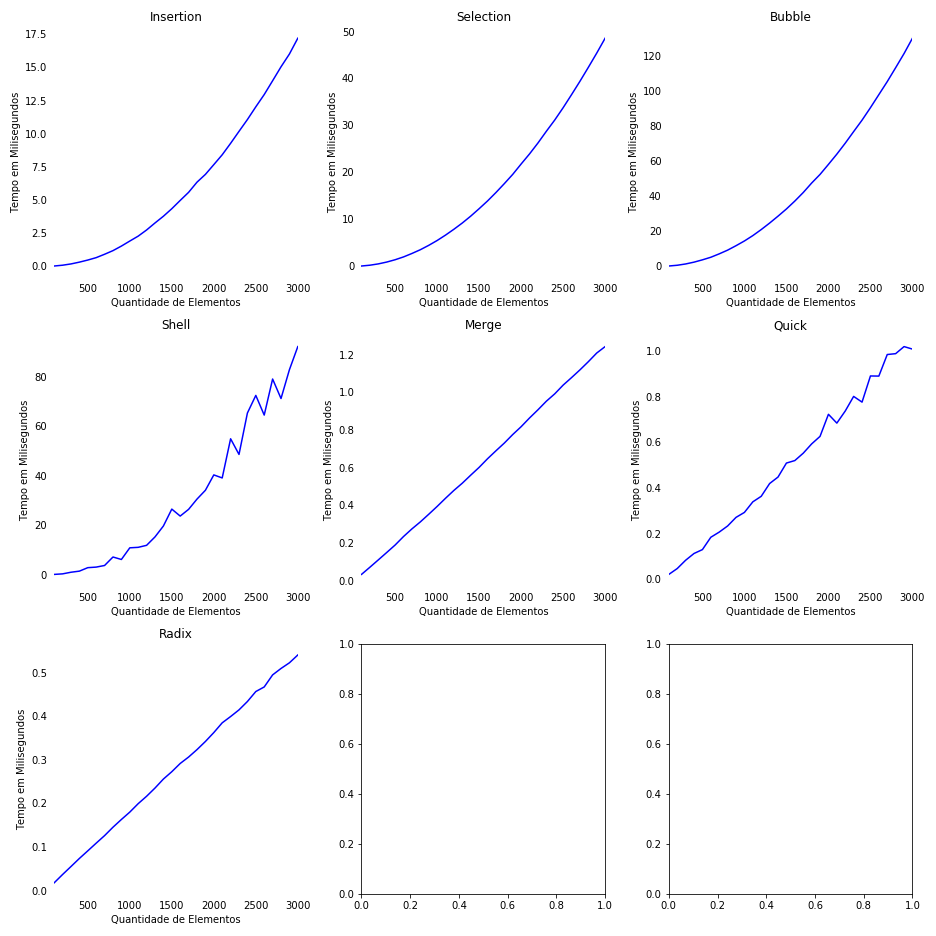 Insertion
17.5
15.0
12.5
10.0
7.5
5.0
2.5
0.0
Tempo em Milisegundos
500 1000 1500 2000 2500 3000
Quantidade de Elementos
Selection
50
40
30
20
10
0
Tempo em Milisegundos
500 1000 1500 2000 2500 3000
Quantidade de Elementos
Bubble
120
100
80
60
40
20
0
Tempo em Milisegundos
500 1000 1500 2000 2500 3000
Quantidade de Elementos
Shell
80
60
40
20
0
Tempo em Milisegundos
500 1000 1500 2000 2500 3000
Quantidade de Elementos
Merge
1.2
1.0
0.8
0.6
0.4
0.2
0.0
Tempo em Milisegundos
500 1000 1500 2000 2500 3000
Quantidade de Elementos
Quick
1.0
0.8
0.6
0.4
0.2
0.0
Tempo em Milisegundos
500 1000 1500 2000 2500 3000
Quantidade de Elementos
Radix
0.5
0.4
0.3
0.2
0.1
0.0
Tempo em Milisegundos
500 1000 1500 2000 2500 3000
Quantidade de Elementos
1.0
0.8
0.6
0.4
0.2
0.0
0.0 0.2 0.4 0.6 0.8 1.0
1.0
0.8
0.6
0.4
0.2
0.0
0.0 0.2 0.4 0.6 0.8 1.0